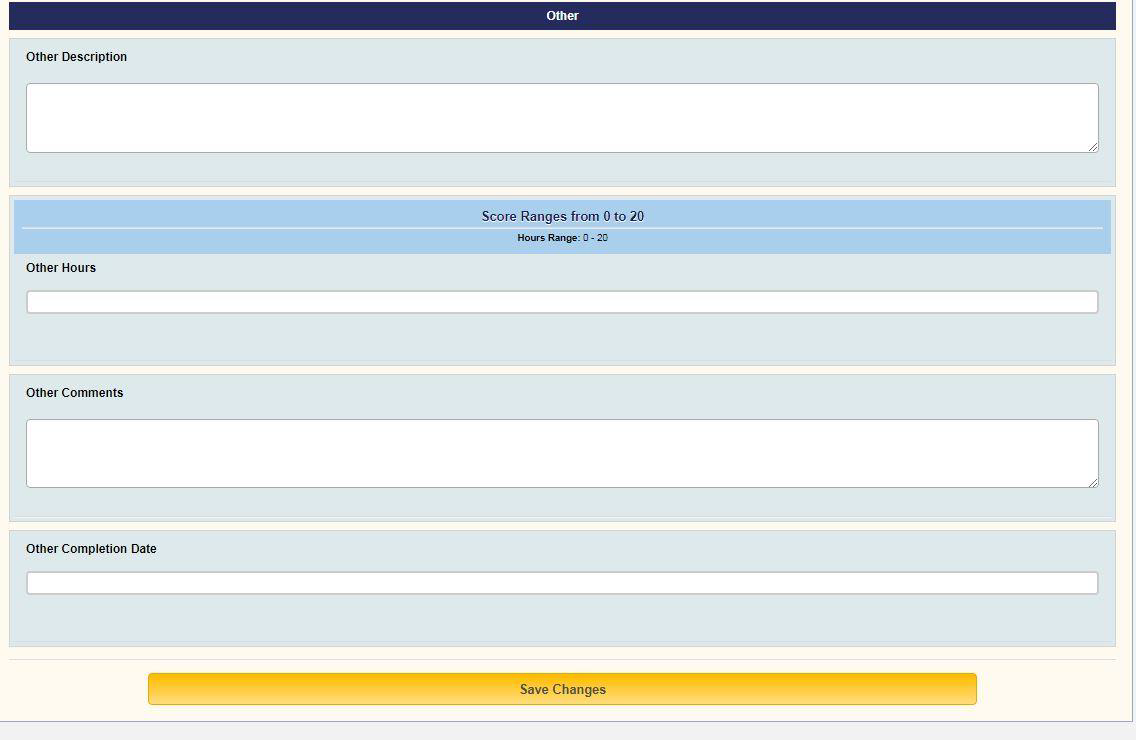 Other
Other Description
Score Ranges from 0 to 20
Hours Range: 0 - 20
Other Hours
Other Comments
Other Completion Date
Save Changes